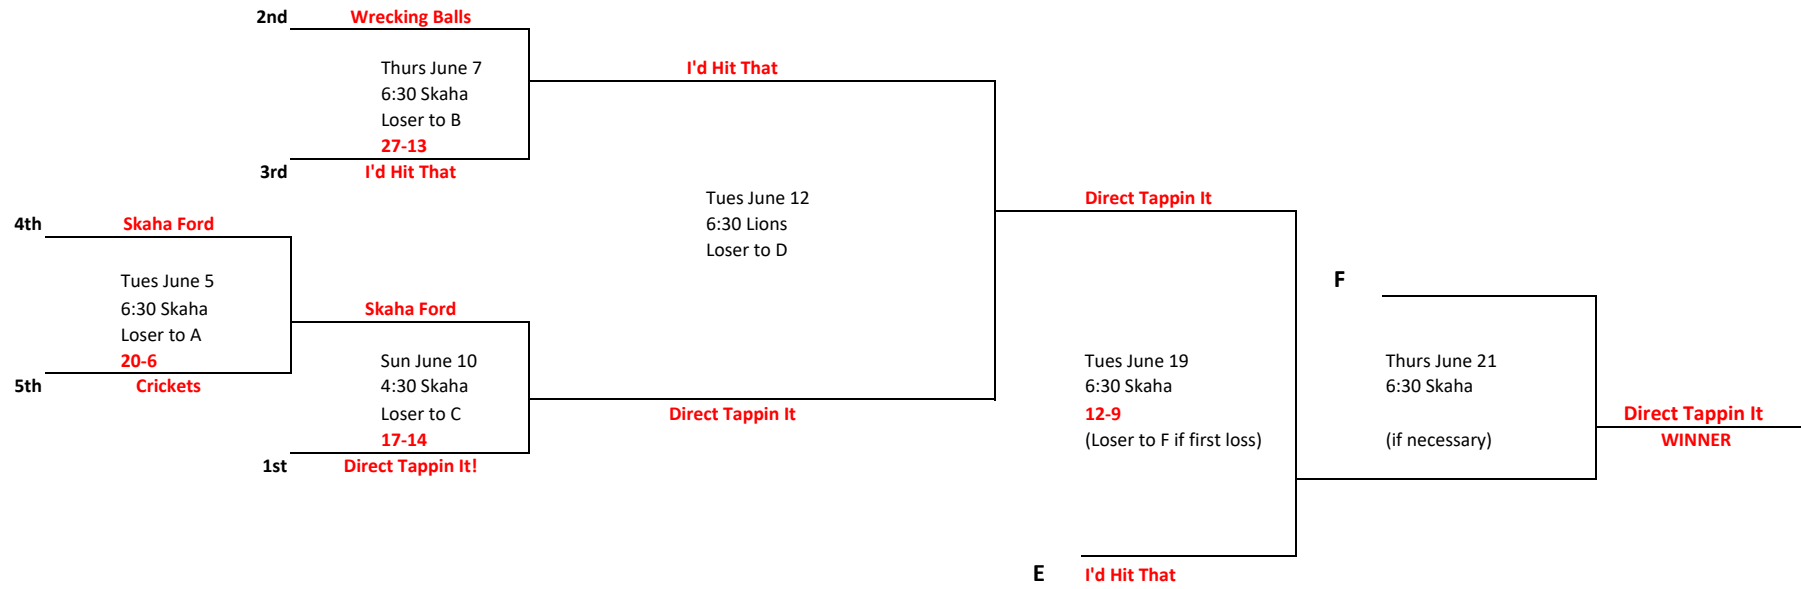 2nd Wrecking Balls
Thurs June 7
6:30 Skaha
Loser to B
27-13
3rd I'd Hit That
4th Skaha Ford
Tues June 5
6:30 Skaha
Loser to A
20-6
5th Crickets
Skaha Ford
Sun June 10
4:30 Skaha
Loser to C
17-14
1st Direct Tappin It!
I'd Hit That
Tues June 12
6:30 Lions
Loser to D
Direct Tappin It
Direct Tappin It
Tues June 19
6:30 Skaha
12-9
(Loser to F if first loss)
E I'd Hit That
F
Thurs June 21
6:30 Skaha
(if necessary)
Direct Tappin It
WINNER